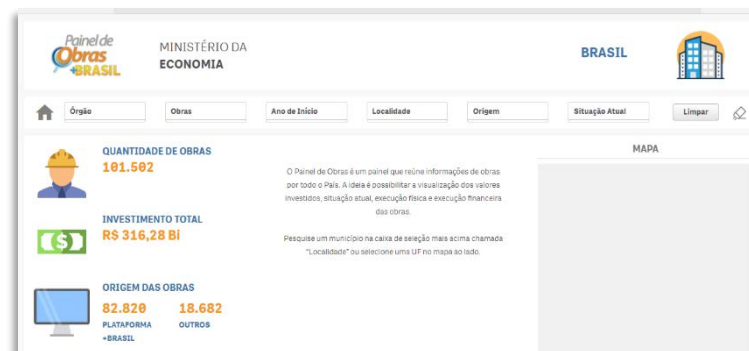 Painel de
Obras
+BRASIL
MINISTÉRIO DA
ECONOMIA
BRASIL
Órgão
Obras
Ano de Início
Localidade
Origem
Situação Atual
Limpar
QUANTIDADE DE OBRAS
101.502
INVESTIMENTO TOTAL
R$ 316,28 Bi
ORIGEM DAS OBRAS
82.820 18.682
PLATAFORMA OUTROS
+BRASIL
O Painel de Obras é um painel que reúne informações de obras
por todo o País. A ideia é possibilitar a visualização dos valores
investidos, situação atual, execução física e execução financeira
das obras.
Pesquise um município na caixa de seleção mais acima chamada
"Localidade" ou selecione uma UF no mapa ao lado.
MAPA